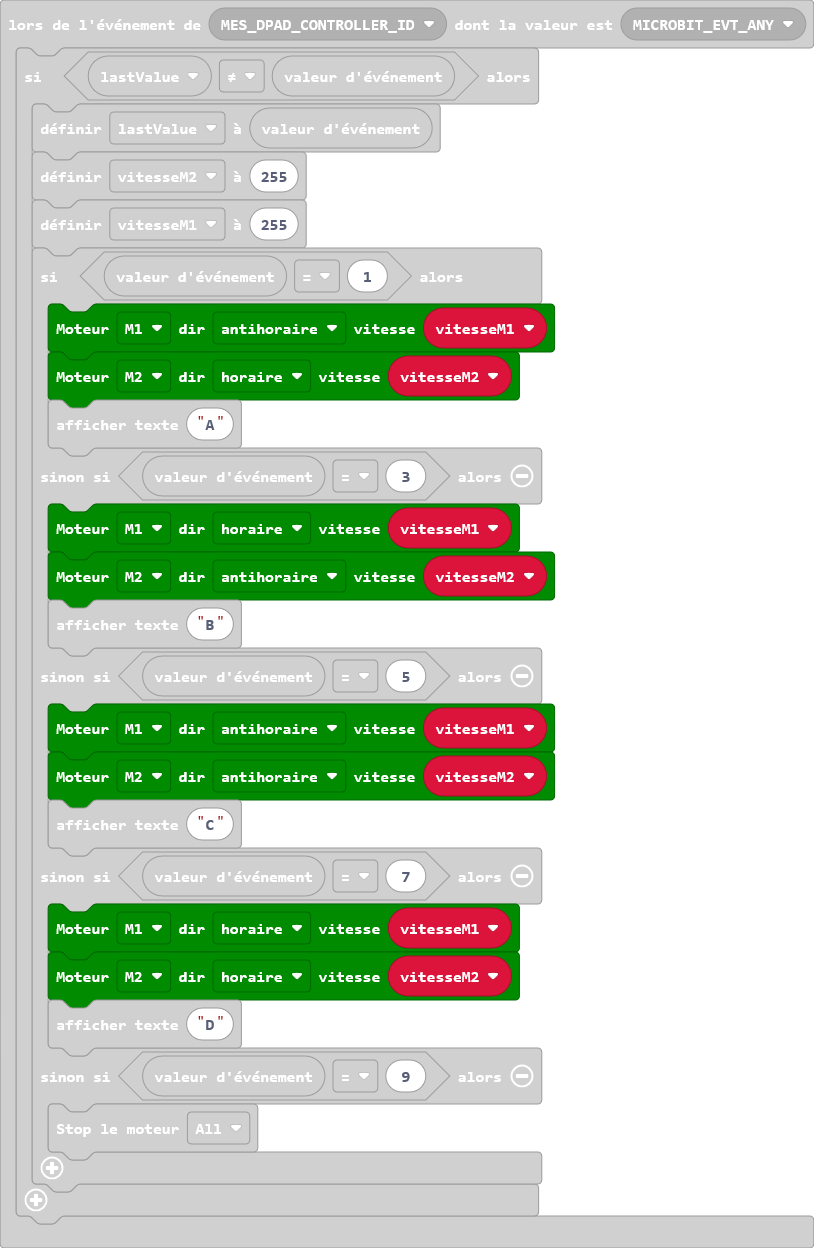 lors de l'événement de MES_DPAD_CONTROLLER_ID dont la valeur est MICROBIT_EVT_ANY
si lastValue ≠ valeur d'événement alors
définir lastValue à valeur d'événement
définir vitesseM2 à 255
définir vitesseM1 à 255
si valeur d'événement = 1 alors
Moteur M1 dir antihoraire vitesse vitesseM1
Moteur M2 dir horaire vitesse vitesseM2
afficher texte "A"
sinon si valeur d'événement = 3 alors
Moteur M1 dir horaire vitesse vitesseM1
Moteur M2 dir antihoraire vitesse vitesseM2
afficher texte "B"
sinon si valeur d'événement = 5 alors
Moteur M1 dir antihoraire vitesse vitesseM1
Moteur M2 dir antihoraire vitesse vitesseM2
afficher texte "C"
sinon si valeur d'événement = 7 alors
Moteur M1 dir horaire vitesse vitesseM1
Moteur M2 dir horaire vitesse vitesseM2
afficher texte "D"
sinon si valeur d'événement = 9 alors
Stop le moteur All